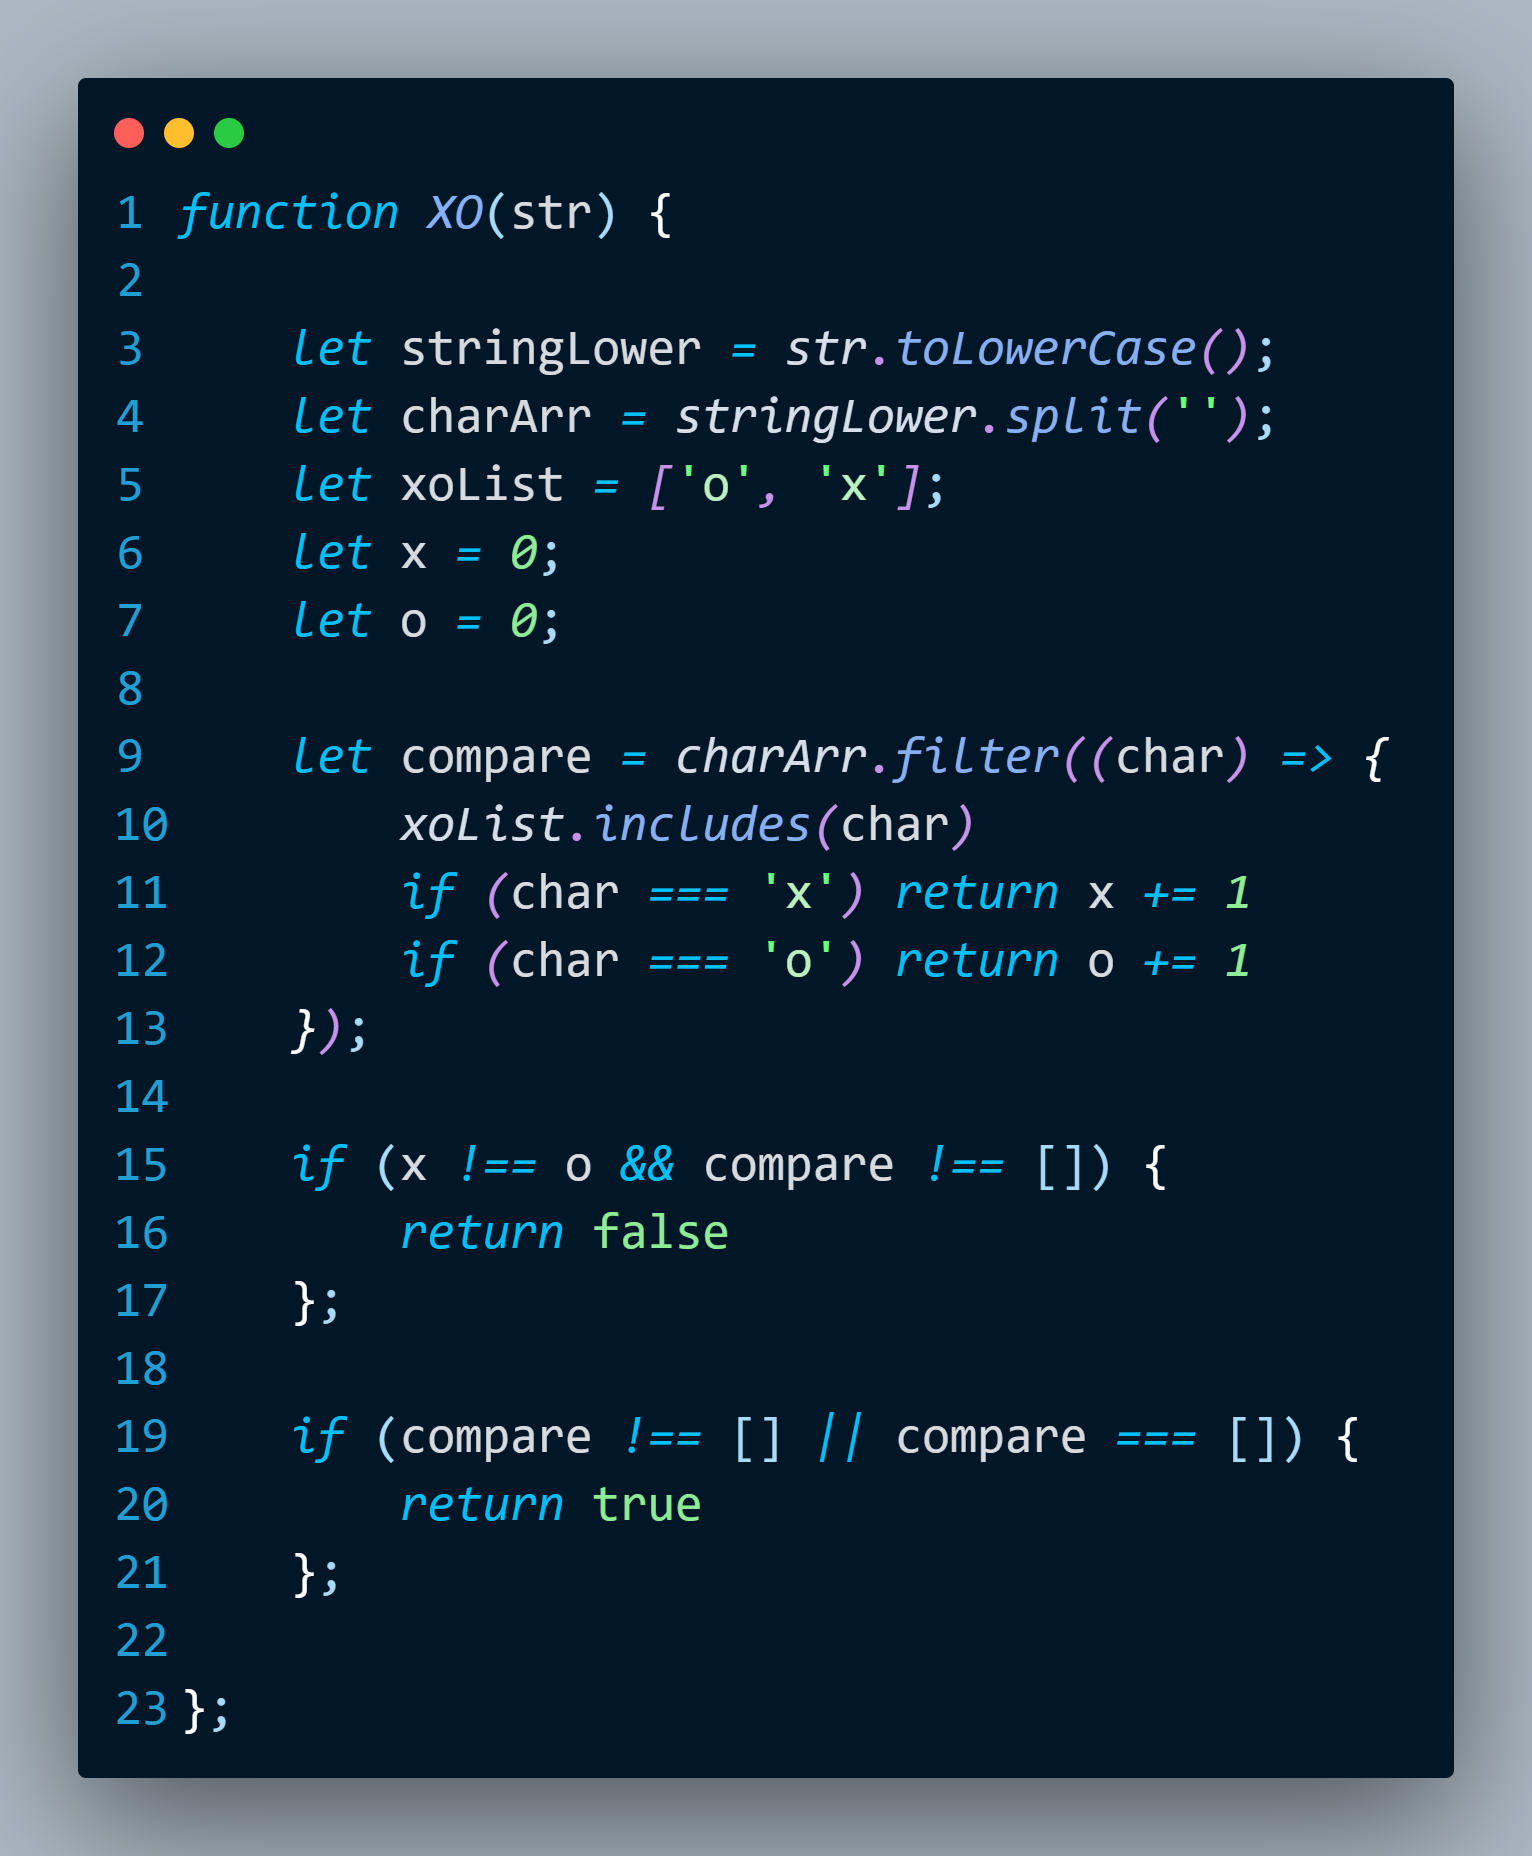 1 function XO(str) {
2
3     let stringLower = str.toLowerCase();
4     let charArr = stringLower.split('');
5     let xoList = ['o', 'x'];
6     let x = 0;
7     let o = 0;
8
9     let compare = charArr.filter((char) => {
10         xoList.includes(char)
11         if (char === 'x') return x += 1
12         if (char === 'o') return o += 1
13     });
14
15     if (x !== o && compare !== []) {
16         return false
17     };
18
19     if (compare !== [] || compare === []) {
20         return true
21     };
22
23 };